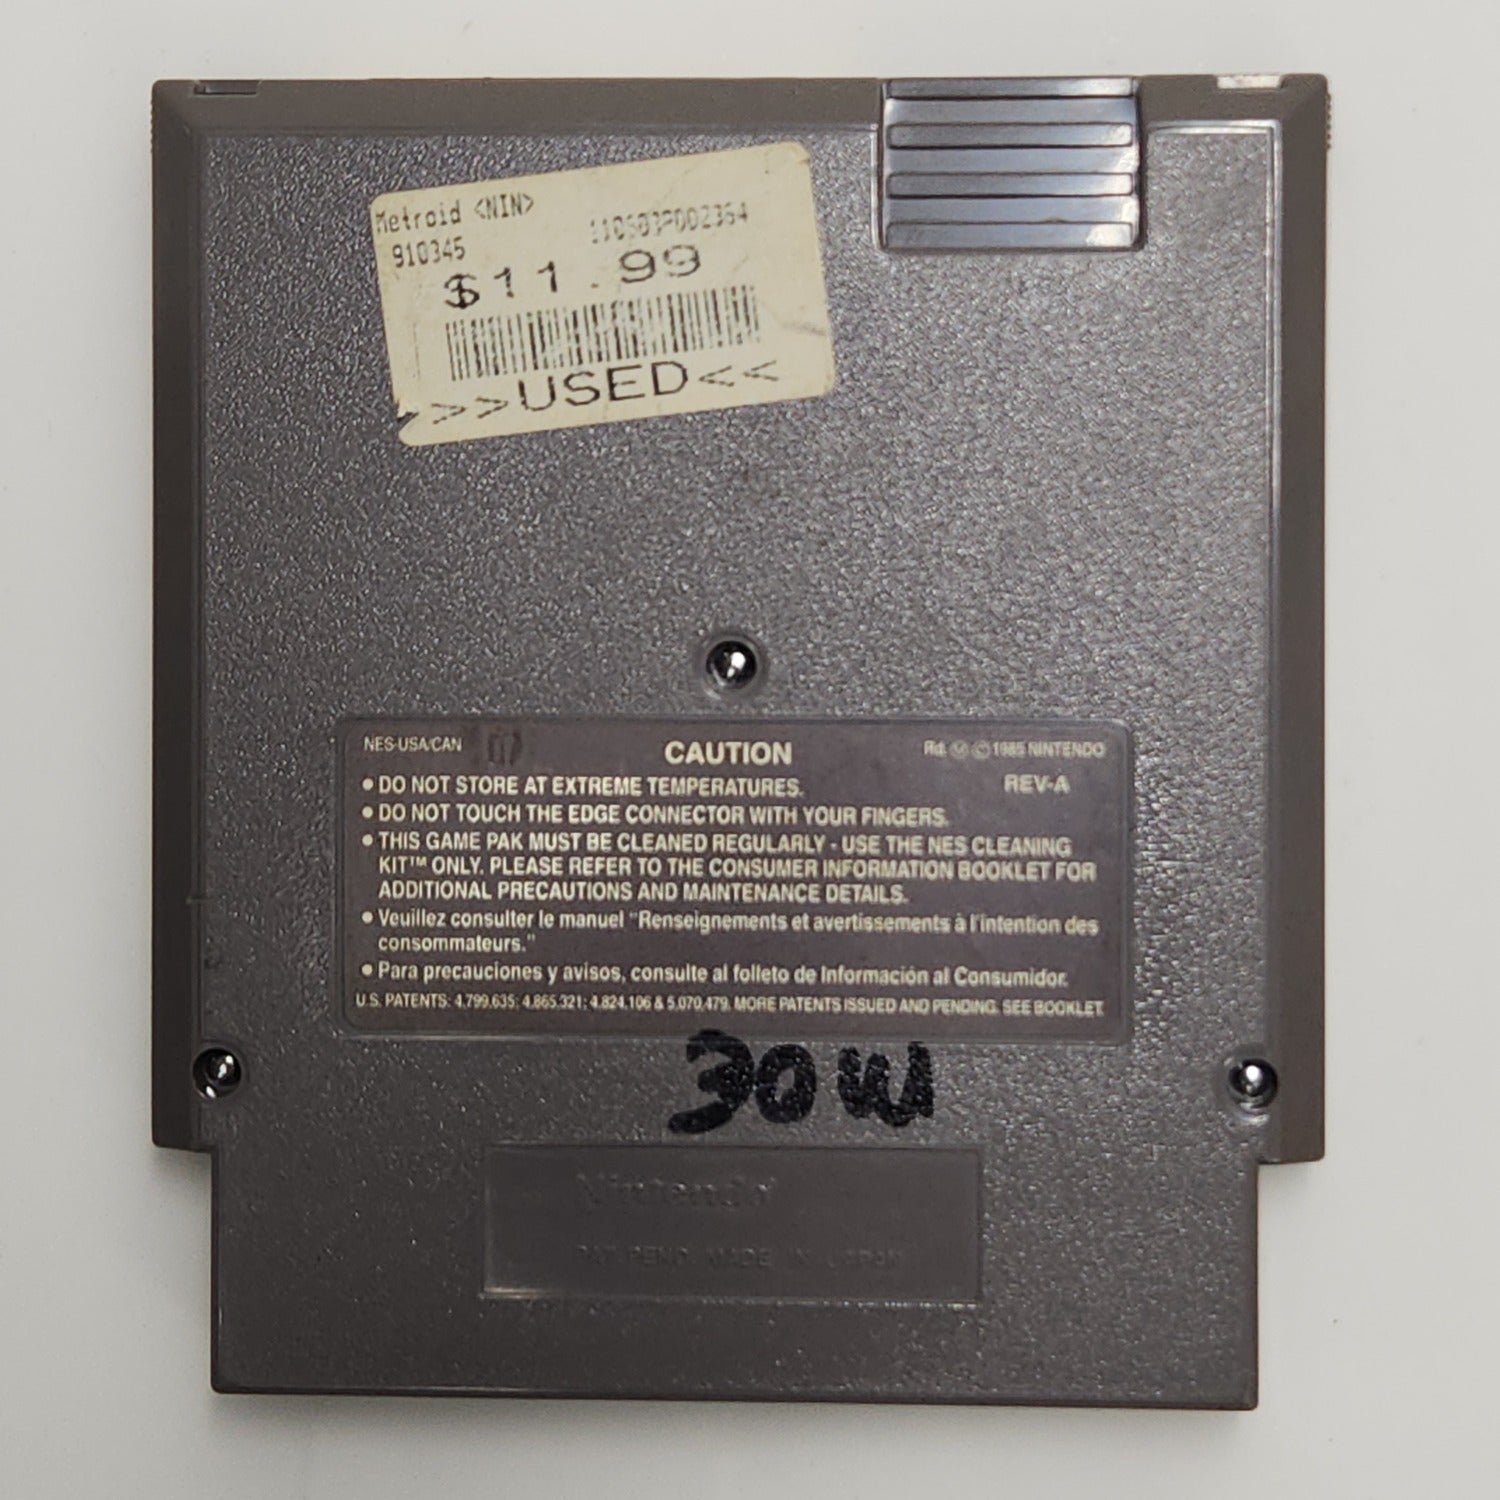 Metroid <NIN>
910345
$11.99
>>USED<<
NES-USA/CAN
CAUTION
Rd. Ⓜ © 1985 NINTENDO
REV-A
• DO NOT STORE AT EXTREME TEMPERATURES.
• DO NOT TOUCH THE EDGE CONNECTOR WITH YOUR FINGERS.
• THIS GAME PAK MUST BE CLEANED REGULARLY - USE THE NES CLEANING
KIT™ ONLY. PLEASE REFER TO THE CONSUMER INFORMATION BOOKLET FOR
ADDITIONAL PRECAUTIONS AND MAINTENANCE DETAILS.
• Veuillez consulter le manuel "Renseignements et avertissements à l'intention des
consommateurs."
• Para precauciones y avisos, consulte al folleto de Información al Consumidor.
U.S. PATENTS: 4,799,635; 4,865,321; 4,824,106 & 5,070,479. MORE PATENTS ISSUED AND PENDING. SEE BOOKLET.
Nintendo
PAT. PEND. MADE IN JAPAN